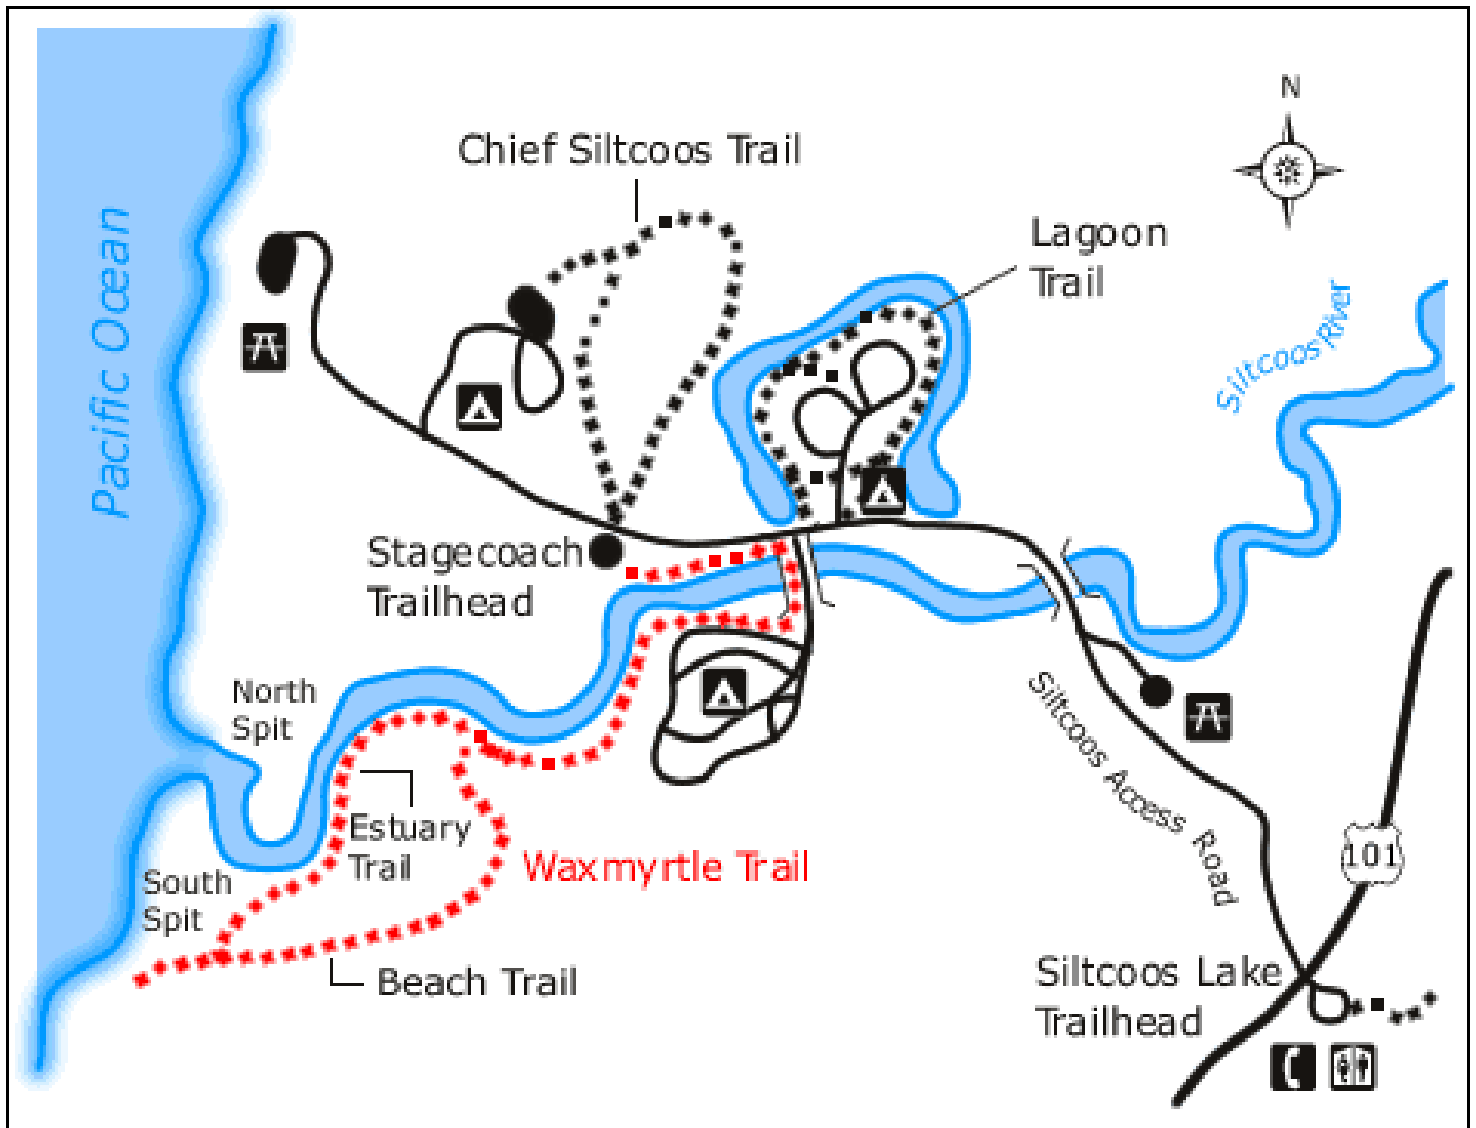 N
Chief Siltcoos Trail
Lagoon
Trail
Pacific Ocean
Siltcoos River
Stagecoach
Trailhead
North
Spit
Siltcoos Access Road
Estuary
Trail
101
Waxmyrtle Trail
South
Spit
Beach Trail
Siltcoos Lake
Trailhead